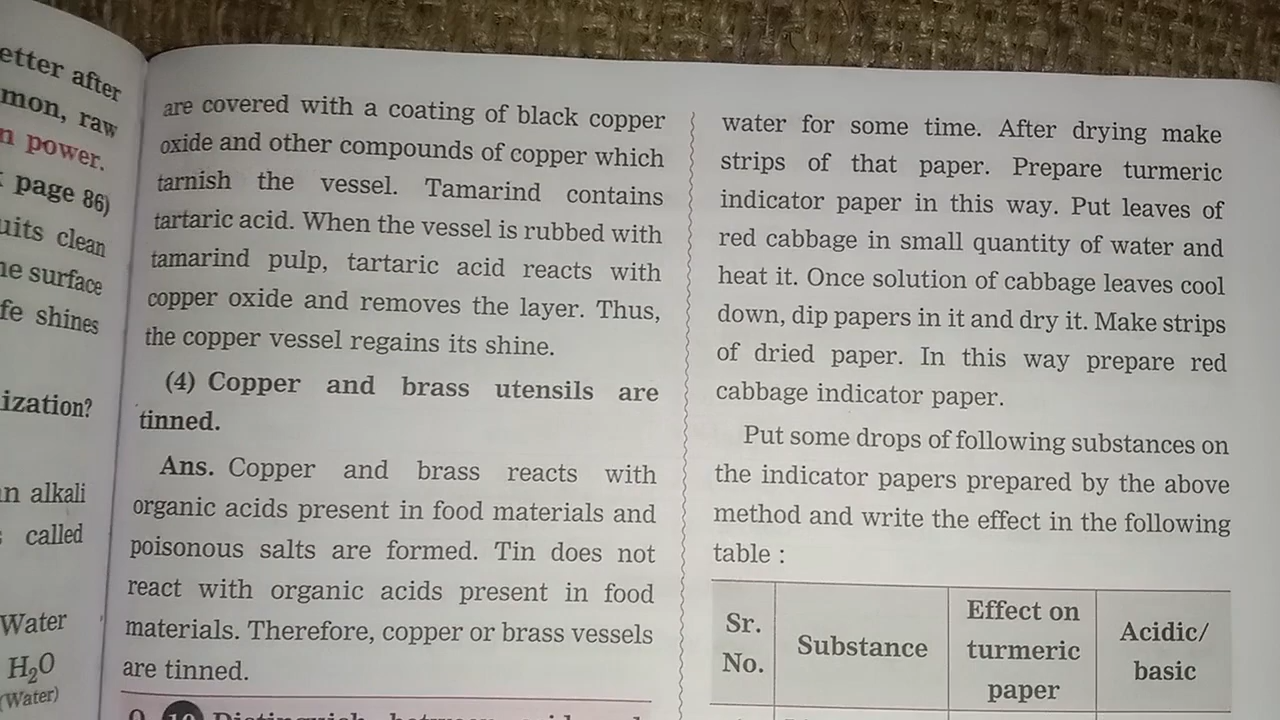 etter after
mon, raw
n power.
page 86)
uits clean
ne surface
fe shines
ization?
n alkali
called
Water
H₂O
(Water)
are covered with a coating of black copper
oxide and other compounds of copper which
tarnish the vessel. Tamarind contains
tartaric acid. When the vessel is rubbed with
tamarind pulp, tartaric acid reacts with
copper oxide and removes the layer. Thus,
the copper vessel regains its shine.
(4) Copper and brass utensils are
tinned.
Ans. Copper and brass reacts with
organic acids present in food materials and
poisonous salts are formed. Tin does not
react with organic acids present in food
materials. Therefore, copper or brass vessels
are tinned.
water for some time. After drying make
strips of that paper. Prepare turmeric
indicator paper in this way. Put leaves of
red cabbage in small quantity of water and
heat it. Once solution of cabbage leaves cool
down, dip papers in it and dry it. Make strips
of dried paper. In this way prepare red
cabbage indicator paper.
Put some drops of following substances on
the indicator papers prepared by the above
method and write the effect in the following
table :
Sr. No.
Substance
Effect on turmeric paper
Acidic/ basic